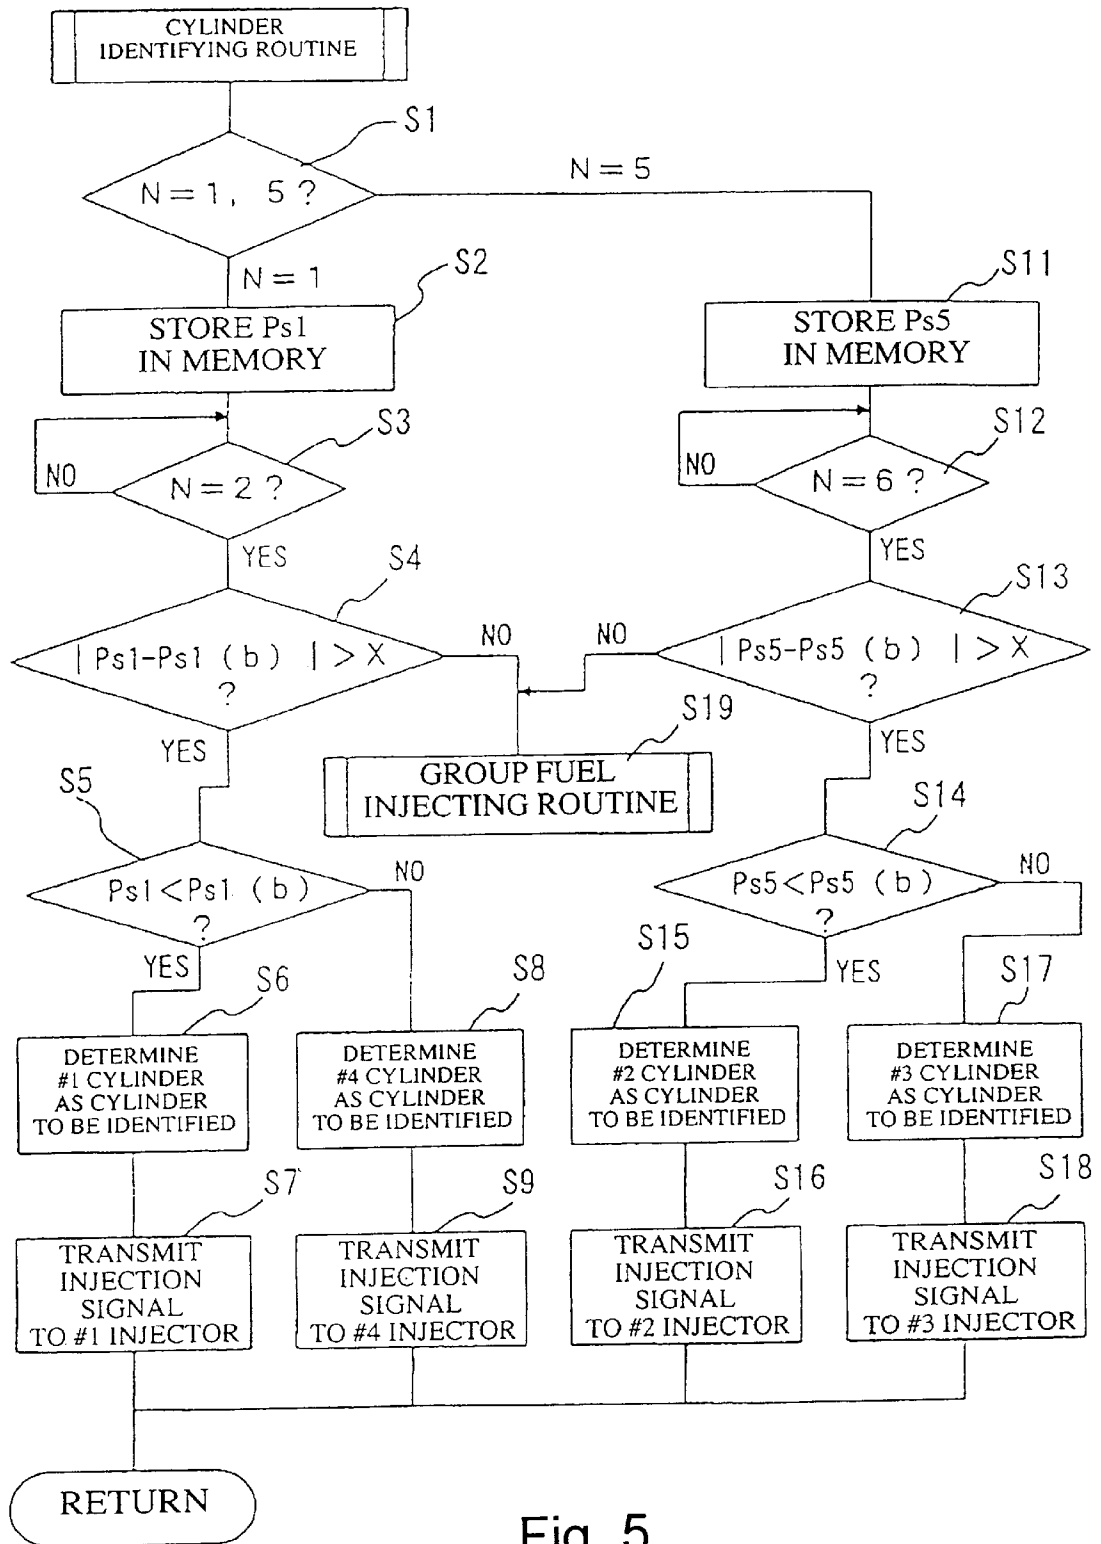 CYLINDER
IDENTIFYING ROUTINE
S1
N=1, 5?
N=5
N=1
S2
STORE Ps1
IN MEMORY
S11
STORE Ps5
IN MEMORY
S3
NO
N=2?
YES
S12
NO
N=6?
YES
S4
|Ps1-Ps1 (b) |>X
?
NO
YES
S13
NO
|Ps5-Ps5 (b) |>X
?
YES
S19
GROUP FUEL
INJECTING ROUTINE
S5
Ps1<Ps1 (b)
?
NO
YES
S14
Ps5<Ps5 (b)
?
NO
YES
S6
DETERMINE
#1 CYLINDER
AS CYLINDER
TO BE IDENTIFIED
S8
DETERMINE
#4 CYLINDER
AS CYLINDER
TO BE IDENTIFIED
S15
DETERMINE
#2 CYLINDER
AS CYLINDER
TO BE IDENTIFIED
S17
DETERMINE
#3 CYLINDER
AS CYLINDER
TO BE IDENTIFIED
S7
TRANSMIT
INJECTION
SIGNAL
TO #1 INJECTOR
S9
TRANSMIT
INJECTION
SIGNAL
TO #4 INJECTOR
S16
TRANSMIT
INJECTION
SIGNAL
TO #2 INJECTOR
S18
TRANSMIT
INJECTION
SIGNAL
TO #3 INJECTOR
RETURN
Fig. 5